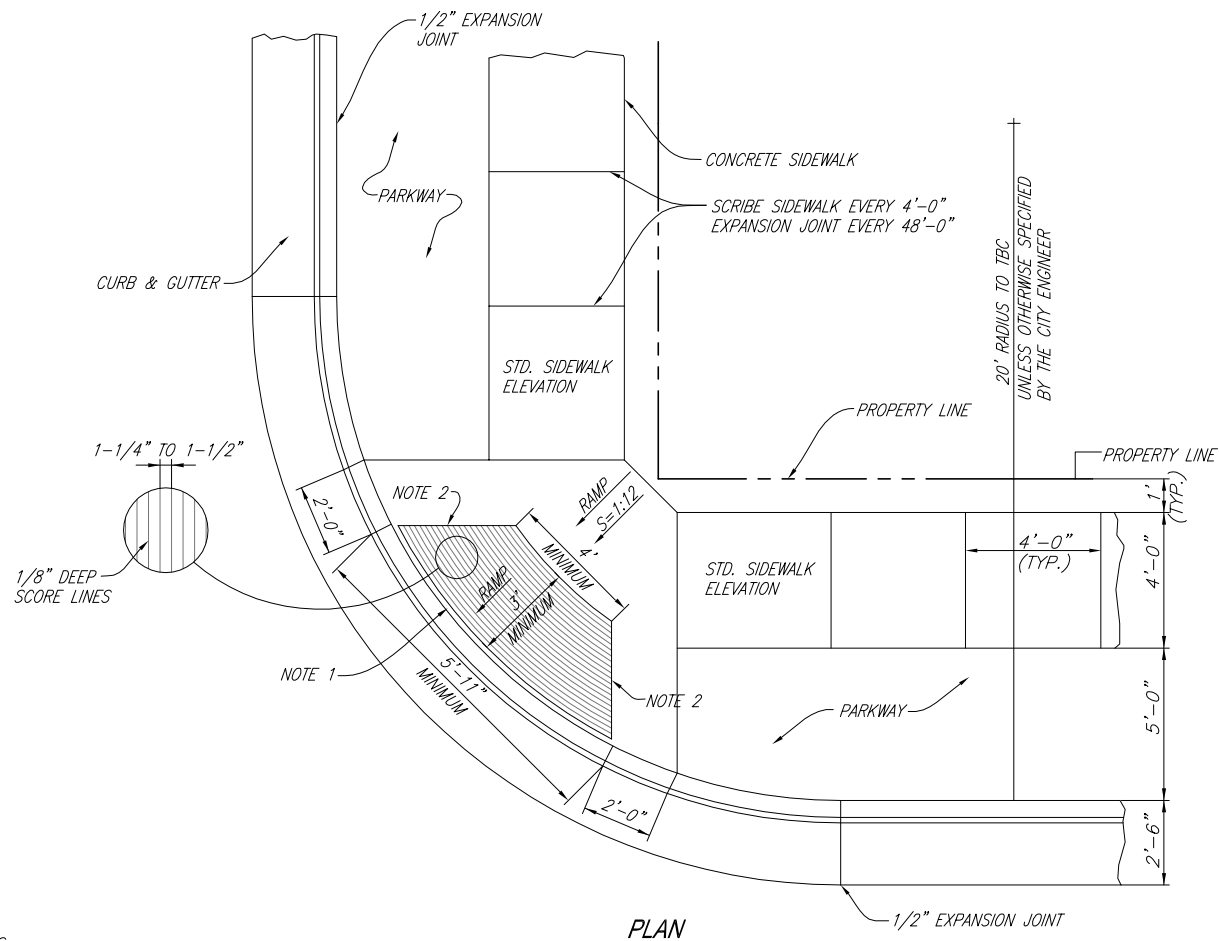 1/2" EXPANSION
JOINT
CONCRETE SIDEWALK
PARKWAY
SCRIBE SIDEWALK EVERY 4'-0"
EXPANSION JOINT EVERY 48'-0"
CURB & GUTTER
20' RADIUS TO TBC
UNLESS OTHERWISE SPECIFIED
BY THE CITY ENGINEER
STD. SIDEWALK
ELEVATION
PROPERTY LINE
PROPERTY LINE
1'
(TYP.)
1-1/4" TO 1-1/2"
NOTE 2
RAMP
S=1:12
2'-0"
4'
MINIMUM
4'-0"
(TYP.)
4'-0"
1/8" DEEP
SCORE LINES
STD. SIDEWALK
ELEVATION
RAMP
3'
MINIMUM
NOTE 1
5'-11"
MINIMUM
NOTE 2
PARKWAY
5'-0"
2'-0"
2'-6"
1/2" EXPANSION JOINT
PLAN